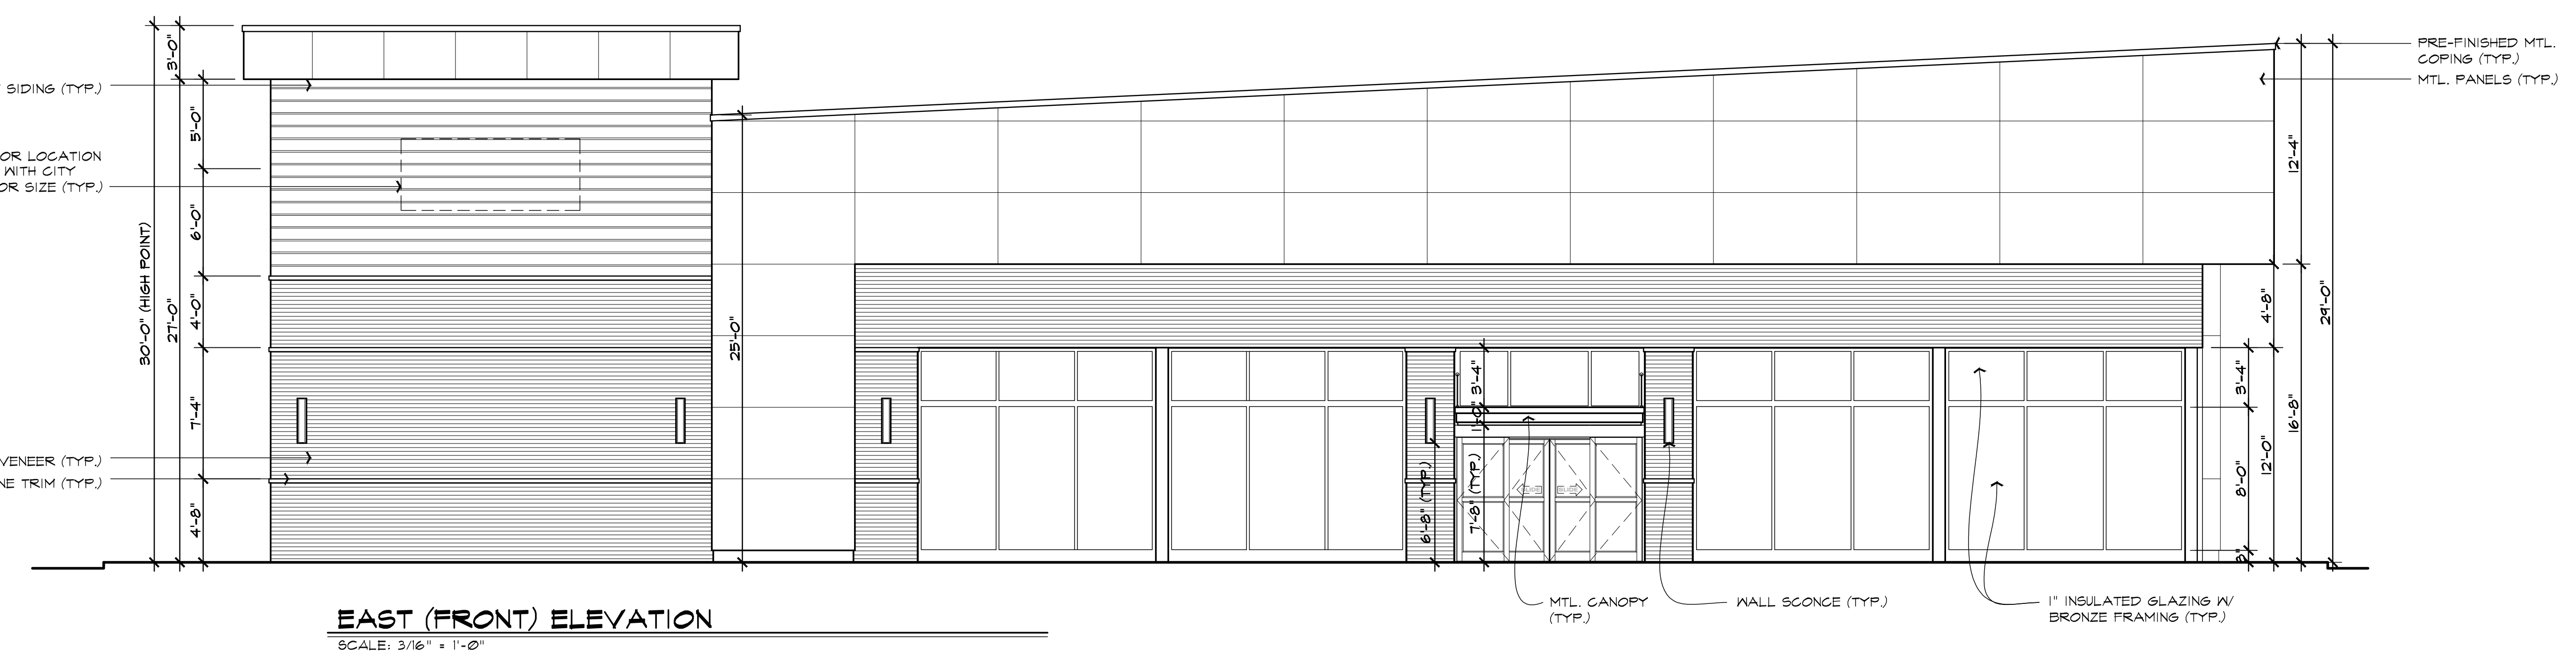 PRE-FINISHED MTL.
COPING (TYP.)
MTL. PANELS (TYP.)
SIDING (TYP.)
OR LOCATION
WITH CITY
OR SIZE (TYP.)
VENEER (TYP.)
NE TRIM (TYP.)
30'-0" (HIGH POINT)
27'-0"
3'-0"
5'-0"
6'-0"
4'-0"
7'-4"
4'-8"
25'-0"
6'-8" (TYP.)
3'-4"
1'-0"
7'-8" (TYP.)
SLIDE
SLIDE
12'-4"
4'-8"
29'-0"
3'-4"
16'-8"
8'-0"
12'-0"
8"
MTL. CANOPY
(TYP.)
WALL SCONCE (TYP.)
1" INSULATED GLAZING W/
BRONZE FRAMING (TYP.)
EAST (FRONT) ELEVATION
SCALE: 3/16" = 1'-0"